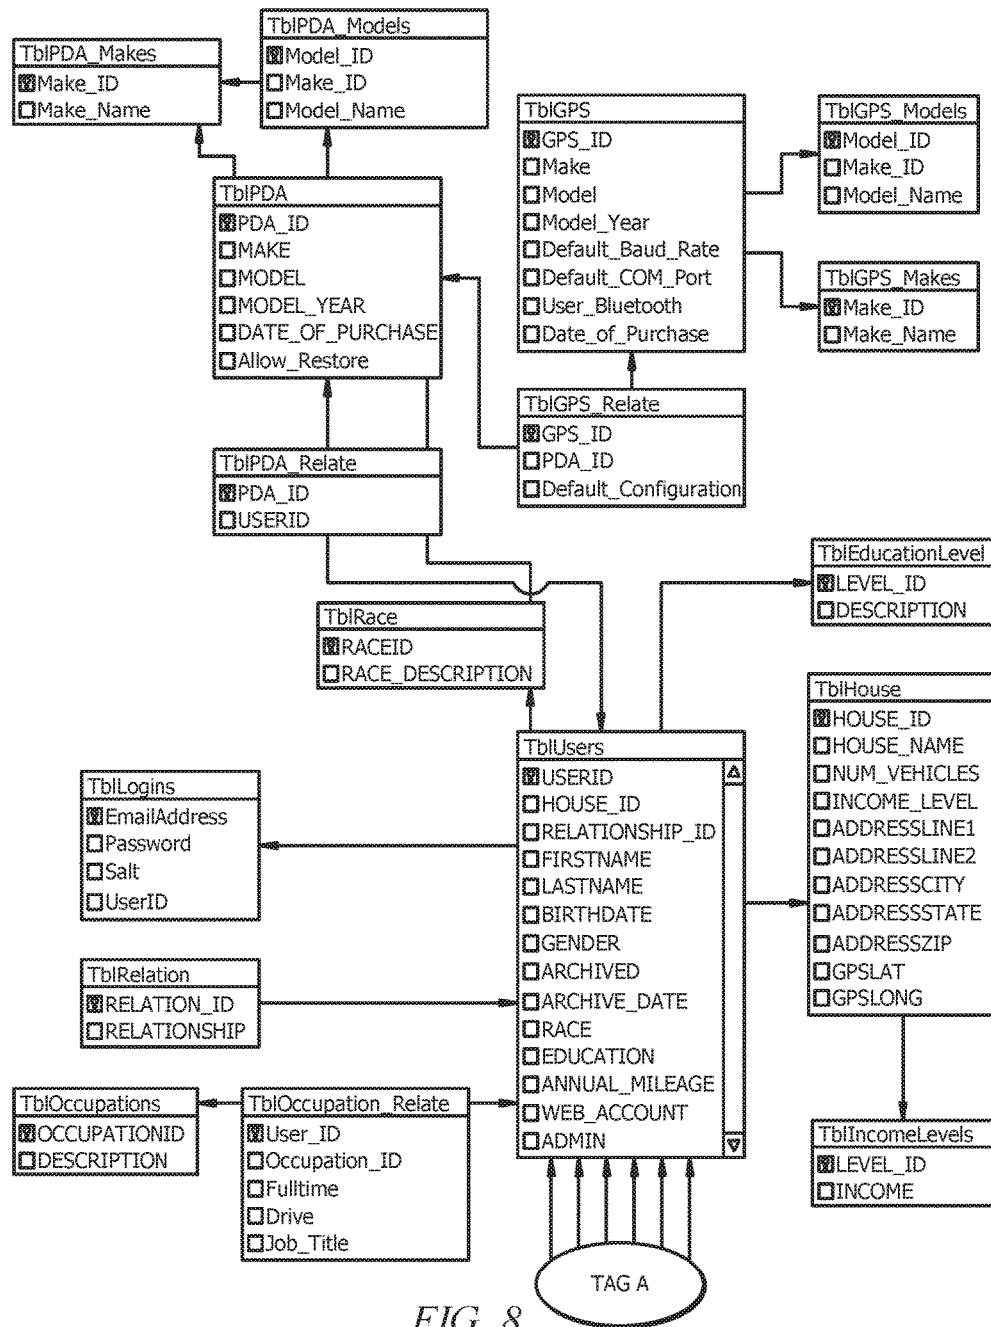 TblPDA_Makes
Make_ID
Make_Name
TblPDA_Models
Model_ID
Make_ID
Model_Name
TblPDA
PDA_ID
MAKE
MODEL
MODEL_YEAR
DATE_OF_PURCHASE
Allow_Restore
TblGPS
GPS_ID
Make
Model
Model_Year
Default_Baud_Rate
Default_COM_Port
User_Bluetooth
Date_of_Purchase
TblGPS_Models
Model_ID
Make_ID
Model_Name
TblGPS_Makes
Make_ID
Make_Name
TblGPS_Relate
GPS_ID
PDA_ID
Default_Configuration
TblPDA_Relate
PDA_ID
USERID
TblRace
RACEID
RACE_DESCRIPTION
TblEducationLevel
LEVEL_ID
DESCRIPTION
TblHouse
HOUSE_ID
HOUSE_NAME
NUM_VEHICLES
INCOME_LEVEL
ADDRESSLINE1
ADDRESSLINE2
ADDRESSCITY
ADDRESSSTATE
ADDRESSZIP
GPSLAT
GPSLONG
TblUsers
USERID
HOUSE_ID
RELATIONSHIP_ID
FIRSTNAME
LASTNAME
BIRTHDATE
GENDER
ARCHIVED
ARCHIVE_DATE
RACE
EDUCATION
ANNUAL_MILEAGE
WEB_ACCOUNT
ADMIN
TblLogins
EmailAddress
Password
Salt
UserID
TblRelation
RELATION_ID
RELATIONSHIP
TblOccupations
OCCUPATIONID
DESCRIPTION
TblOccupation_Relate
User_ID
Occupation_ID
Fulltime
Drive
Job_Title
TblIncomeLevels
LEVEL_ID
INCOME
TAG A
FIG. 8